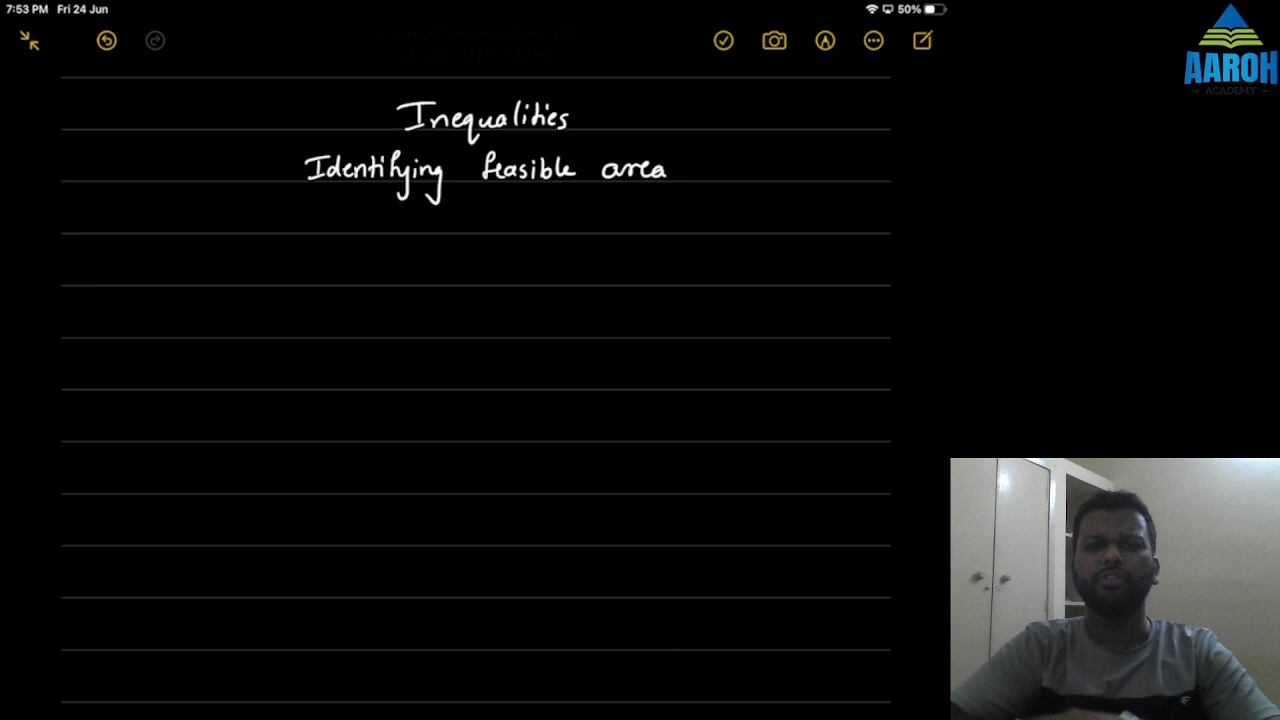 7:53 PM Fri 24 Jun
50%
AAROH
ACADEMY
Inequalities
Identifying feasible area